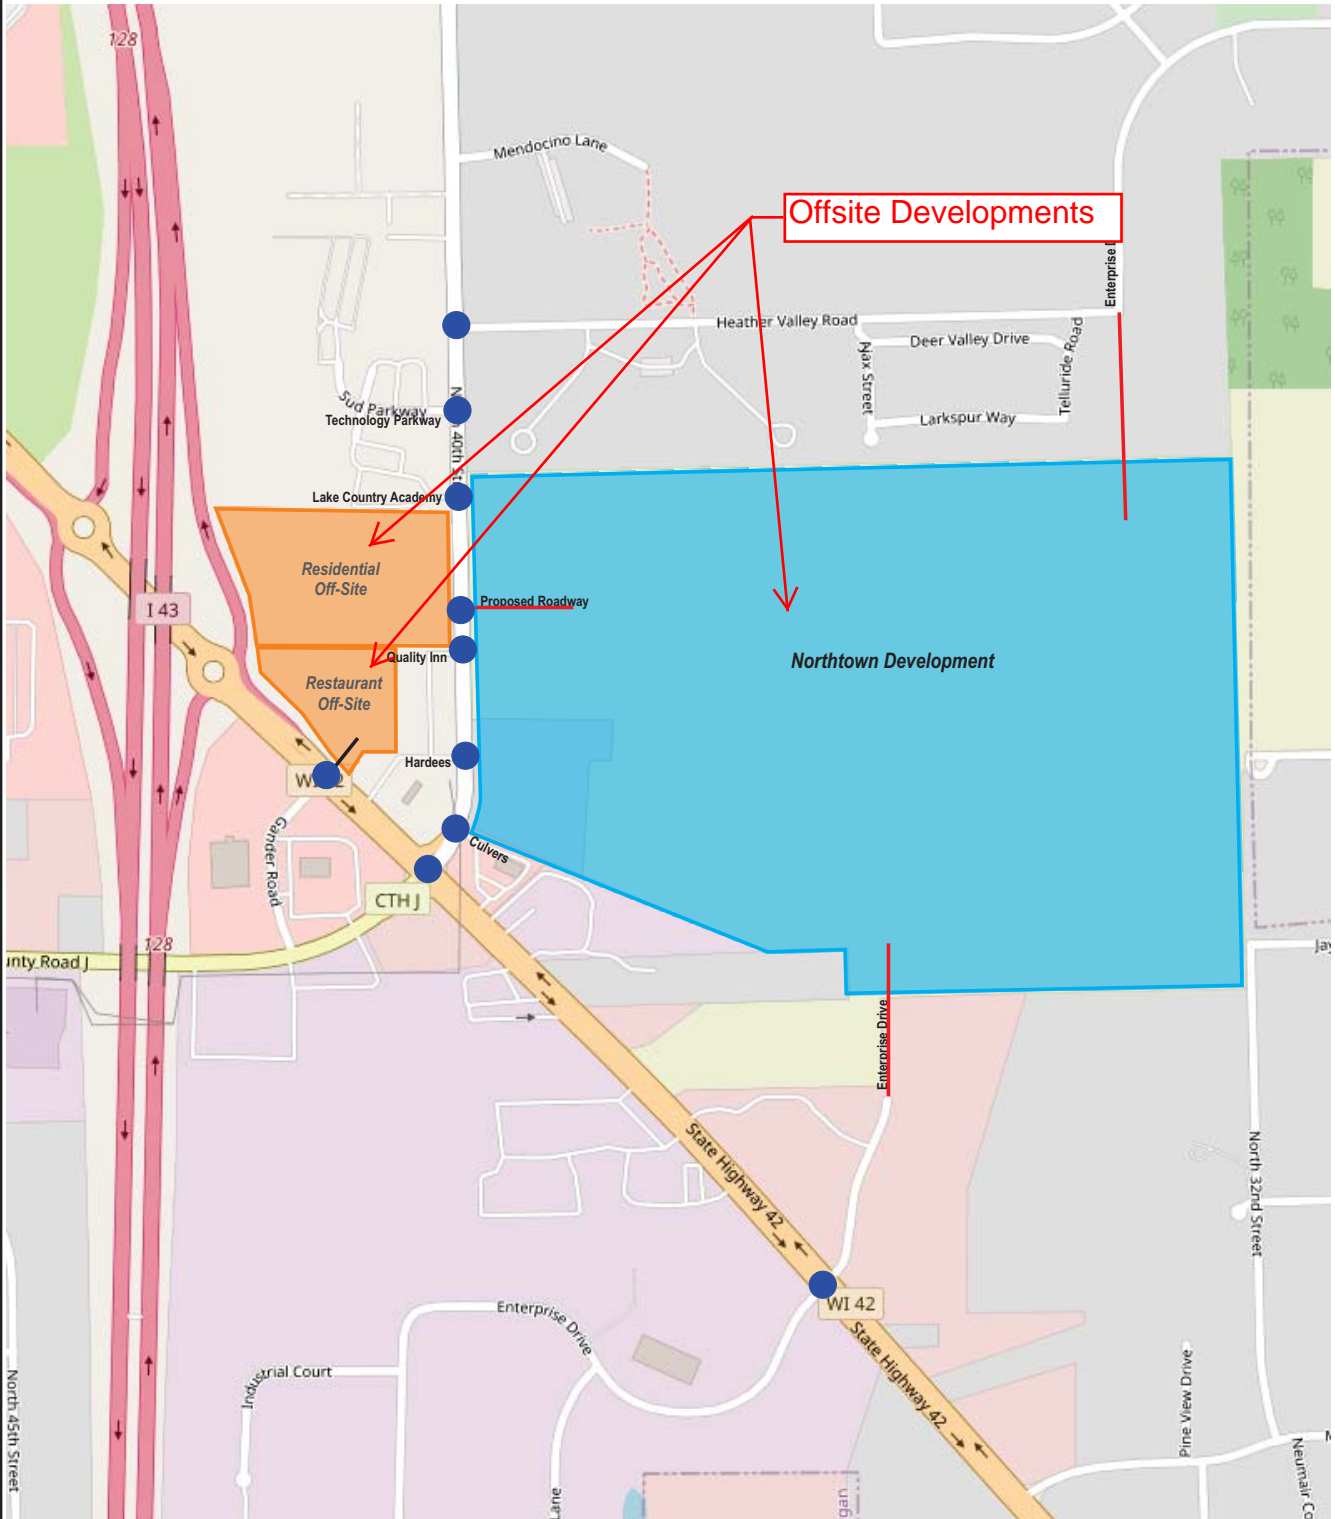 128
Mendocino Lane
Offsite Developments
Enterprise D
Heather Valley Road
Deer Valley Drive
Ajax Street
Telluride Road
Larkspur Way
Sud Parkway
Technology Parkway
40th St
Lake Country Academy
Residential
Off-Site
I 43
Proposed Roadway
Quality Inn
Northtown Development
Restaurant
Off-Site
Hardees
Gander Road
Culvers
CTH J
128
unty Road J
Jay
Enterprise Drive
State Highway 42
North 32nd Street
WI 42
Enterprise Drive
State Highway 42
Industrial Court
North 45th Street
Pine View Drive
Neumair Co
Lane
gan